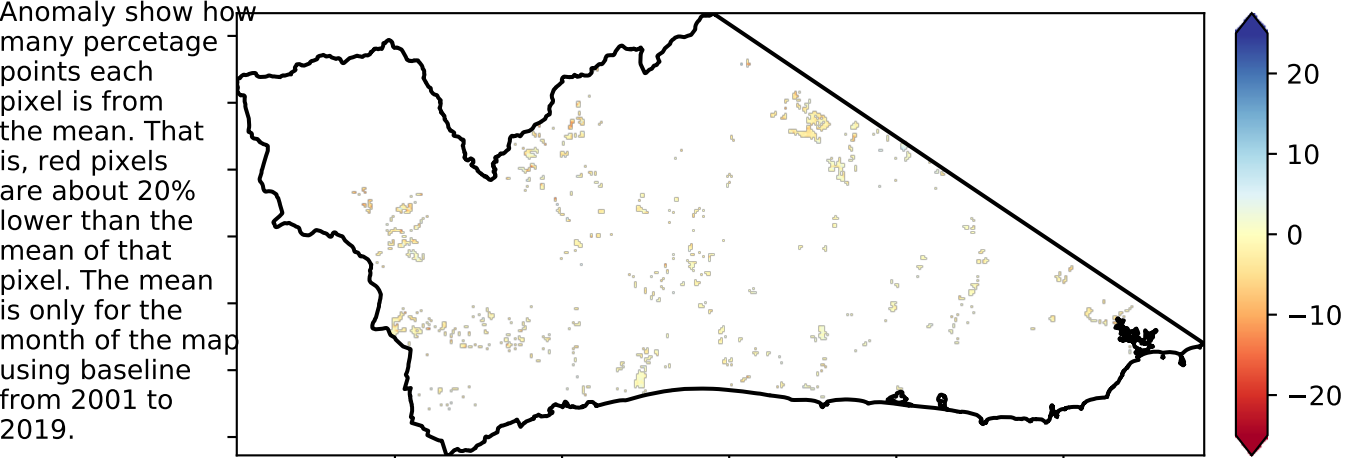 Anomaly show how
many percetage
points each
pixel is from
the mean. That
is, red pixels
are about 20%
lower than the
mean of that
pixel. The mean
is only for the
month of the map
using baseline
from 2001 to
2019.
20
10
0
−10
−20